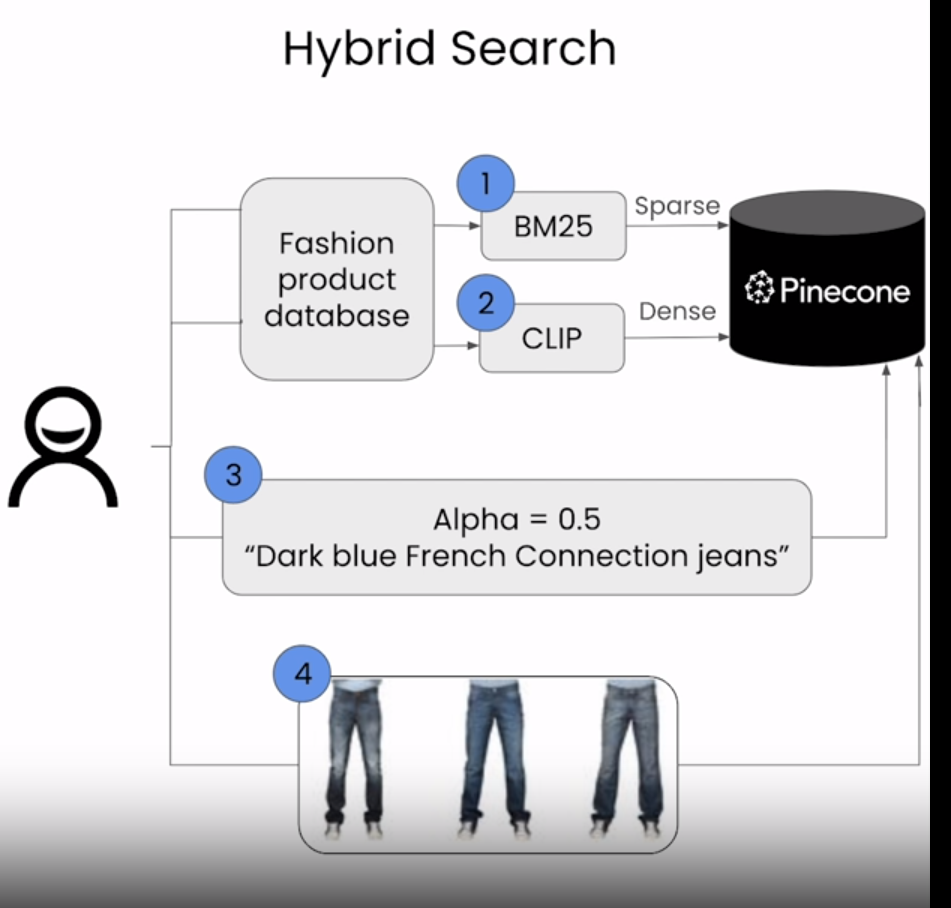 Hybrid Search
1
BM25
Sparse
Fashion
product
database
Pinecone
2
CLIP
Dense
3
Alpha = 0.5
“Dark blue French Connection jeans”
4